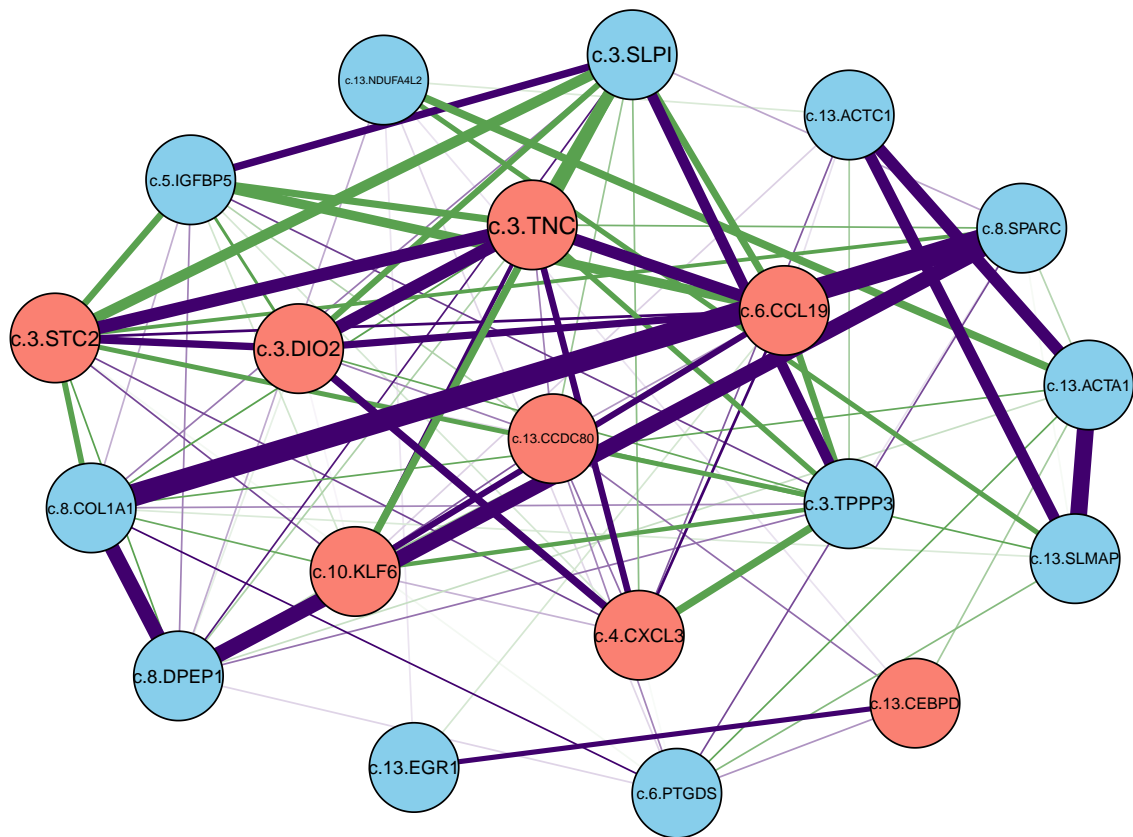 c.3.SLPI
c.13.NDUFA4L2
c.13.ACTC1
c.5.IGFBP5
c.3.TNC
c.8.SPARC
c.6.CCL19
c.3.STC2
c.3.DIO2
c.13.ACTA1
c.13.CCDC80
c.8.COL1A1
c.3.TPPP3
c.13.SLMAP
c.10.KLF6
c.4.CXCL3
c.8.DPEP1
c.13.CEBPD
c.13.EGR1
c.6.PTGDS